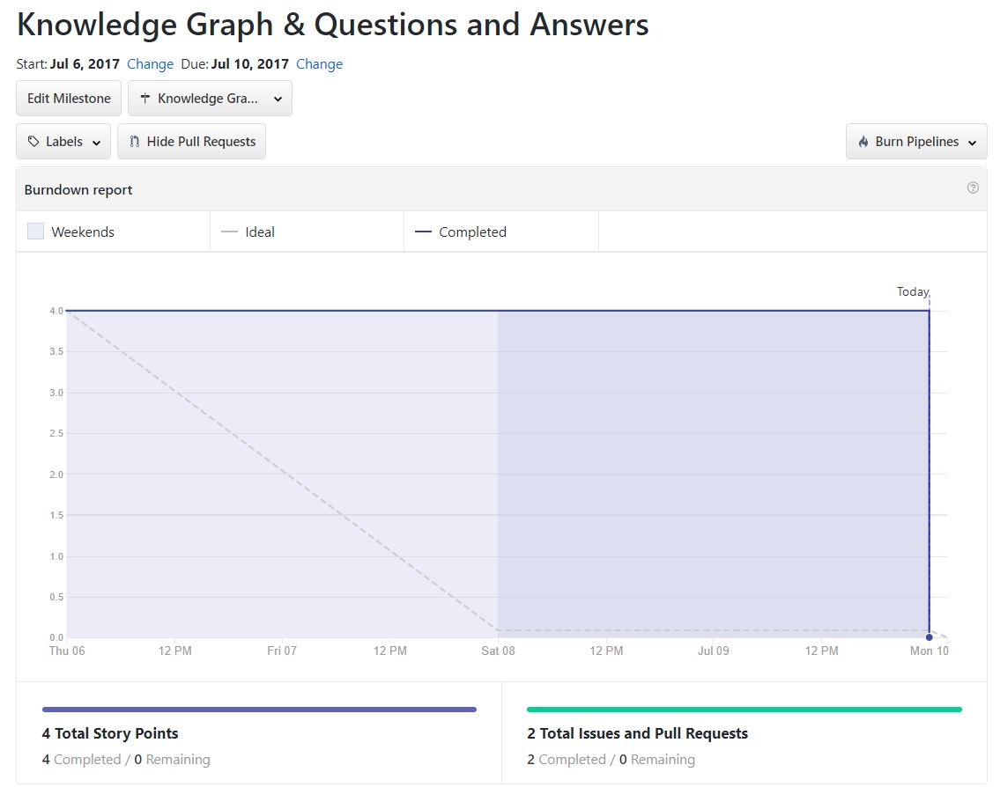 Knowledge Graph & Questions and Answers
Start: Jul 6, 2017 Change Due: Jul 10, 2017 Change
Edit Milestone Knowledge Gra...
Labels Hide Pull Requests Burn Pipelines
Burndown report
Weekends Ideal Completed
Today
4.0
3.5
3.0
2.5
2.0
1.5
1.0
0.5
0.0
Thu 06 12 PM Fri 07 12 PM Sat 08 12 PM Jul 09 12 PM Mon 10
4 Total Story Points
4 Completed / 0 Remaining
2 Total Issues and Pull Requests
2 Completed / 0 Remaining